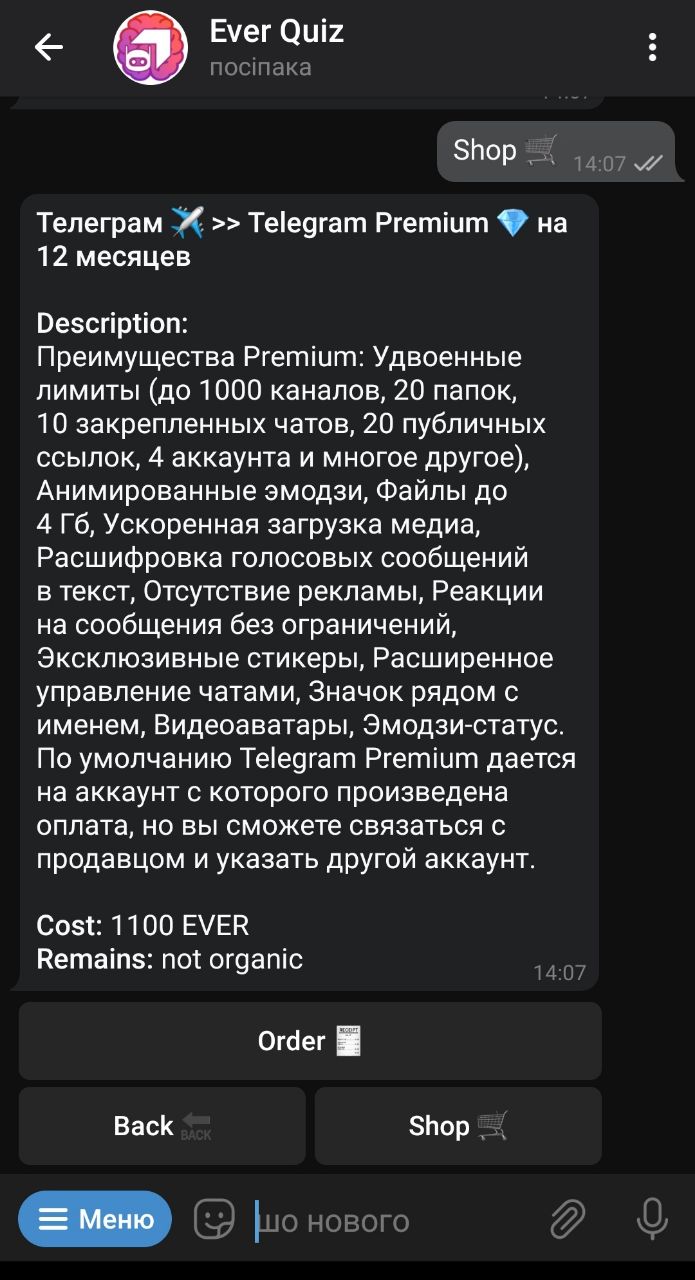 Ever Quiz
посіпака
Shop
14:07
Телеграм >> Telegram Premium на
12 месяцев
Description:
Преимущества Premium: Удвоенные
лимиты (до 1000 каналов, 20 папок,
10 закрепленных чатов, 20 публичных
ссылок, 4 аккаунта и многое другое),
Анимированные эмодзи, Файлы до
4 Гб, Ускоренная загрузка медиа,
Расшифровка голосовых сообщений
в текст, Отсутствие рекламы, Реакции
на сообщения без ограничений,
Эксклюзивные стикеры, Расширенное
управление чатами, Значок рядом с
именем, Видеоаватары, Эмодзи-статус.
По умолчанию Telegram Premium дается
на аккаунт с которого произведена
оплата, но вы сможете связаться с
продавцом и указать другой аккаунт.
Cost: 1100 EVER
Remains: not organic
14:07
Order
RECEIPT
Back BACK
Shop
Меню
шо нового